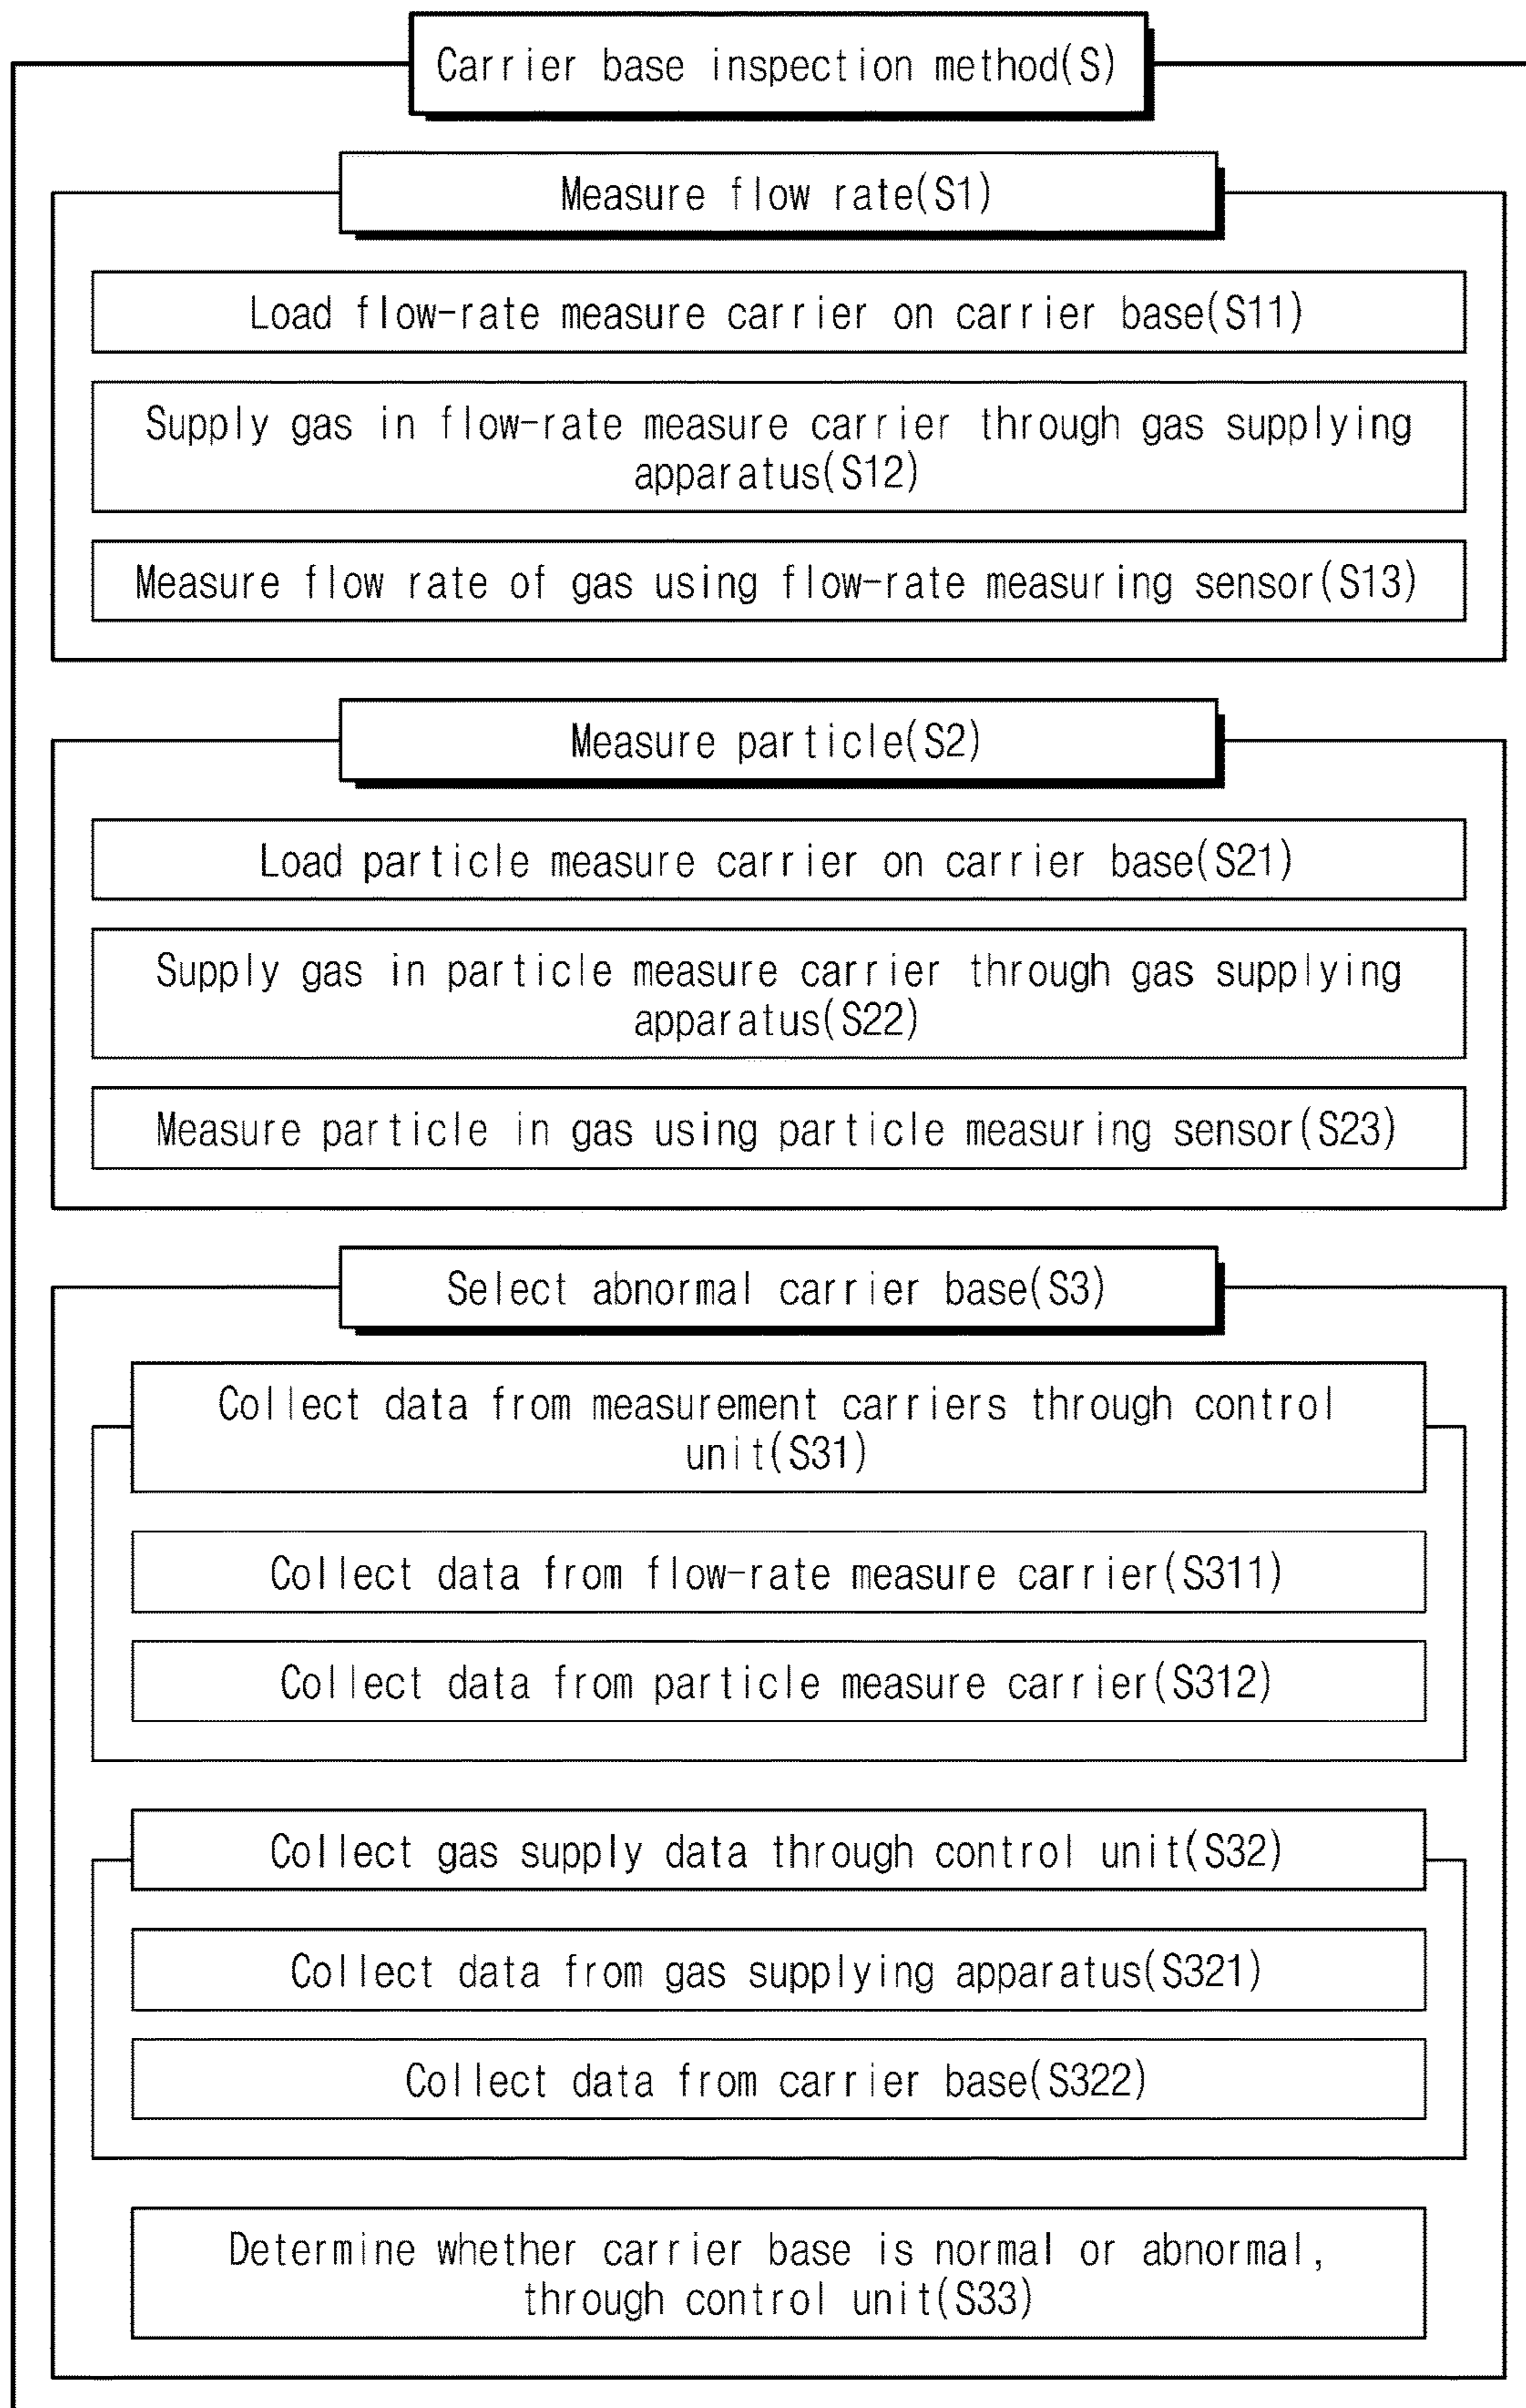 Carrier base inspection method(S)
Measure flow rate(S1)
Load flow-rate measure carrier on carrier base(S11)
Supply gas in flow-rate measure carrier through gas supplying
apparatus(S12)
Measure flow rate of gas using flow-rate measuring sensor(S13)
Measure particle(S2)
Load particle measure carrier on carrier base(S21)
Supply gas in particle measure carrier through gas supplying
apparatus(S22)
Measure particle in gas using particle measuring sensor(S23)
Select abnormal carrier base(S3)
Collect data from measurement carriers through control
unit(S31)
Collect data from flow-rate measure carrier(S311)
Collect data from particle measure carrier(S312)
Collect gas supply data through control unit(S32)
Collect data from gas supplying apparatus(S321)
Collect data from carrier base(S322)
Determine whether carrier base is normal or abnormal,
through control unit(S33)